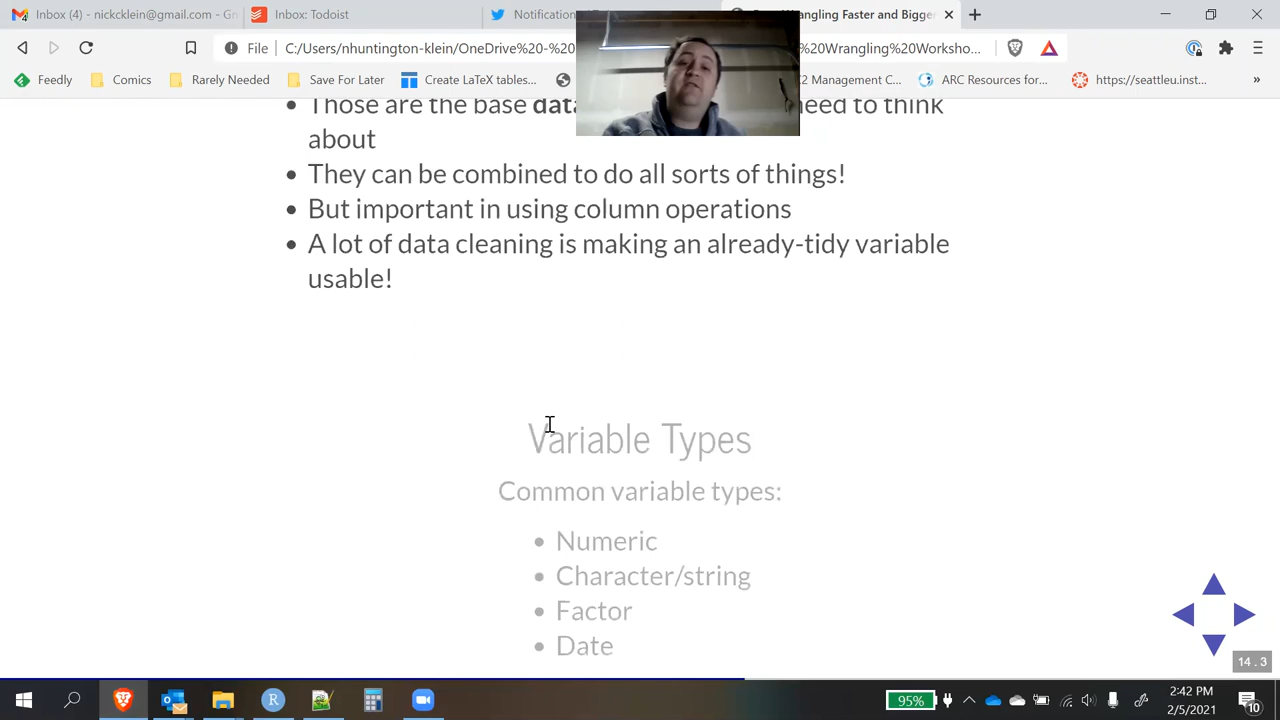 Inbox
nickcklein@gmail.com - Gm
Inbox Todoist
Notification
Wrangling Faster and Bigger
File
C:/Users/nhuntington-klein/OneDrive%20-%20
%20Wrangling%20Worksho...
Feedly
Comics
Rarely Needed
Save For Later
Create LaTeX tables...
2 Management C...
ARC Resources for...
https://seattleu.inst...
»
• Those are the base data
need to think
about
• They can be combined to do all sorts of things!
• But important in using column operations
• A lot of data cleaning is making an already-tidy variable
usable!
Variable Types
Common variable types:
• Numeric
• Character/string
• Factor
• Date
14.3
95%
2:42 PM
2/5/2021
10